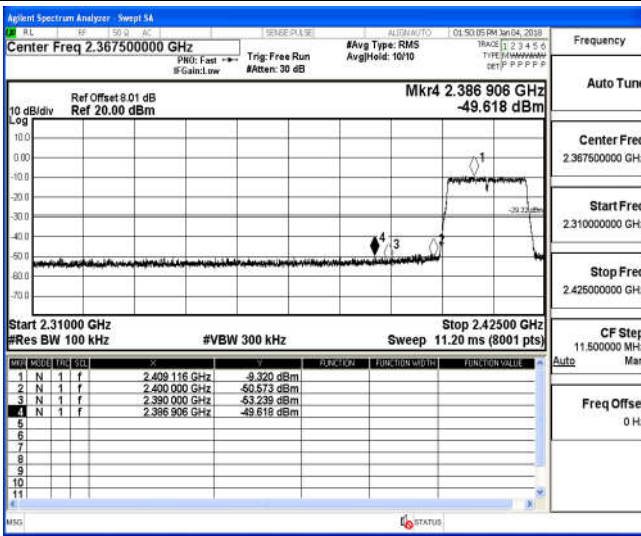 Agilent Spectrum Analyzer - Swept SA
RL RF 50 Ω AC SENSE:PULSE ALIGNAUTO 01:50:05 PM Jan 04, 2018
Center Freq 2.367500000 GHz
PNO: Fast
IFGain:Low
Trig: Free Run
#Atten: 30 dB
#Avg Type: RMS
Avg|Hold: 10/10
TRACE 1 2 3 4 5 6
TYPE M WWWWW
DET P P P P P P
Ref Offset 8.01 dB
10 dB/div Ref 20.00 dBm
Log
Mkr4 2.386 906 GHz
-49.618 dBm
10.0
0.00
-10.0
-20.0
-30.0
-40.0
-50.0
-60.0
-70.0
1
2
3
4
-29.32 dBm
Start 2.31000 GHz Stop 2.42500 GHz
#Res BW 100 kHz #VBW 300 kHz Sweep 11.20 ms (8001 pts)
MKR MODE TRC SCL X Y FUNCTION FUNCTION WIDTH FUNCTION VALUE
1 N 1 f 2.409 116 GHz -9.320 dBm
2 N 1 f 2.400 000 GHz -50.573 dBm
3 N 1 f 2.390 000 GHz -53.239 dBm
4 N 1 f 2.386 906 GHz -49.618 dBm
5
6
7
8
9
10
11
MSG STATUS
Frequency
Auto Tune
Center Freq
2.367500000 GHz
Start Freq
2.310000000 GHz
Stop Freq
2.425000000 GHz
CF Step
11.500000 MHz
Auto Man
Freq Offset
0 Hz